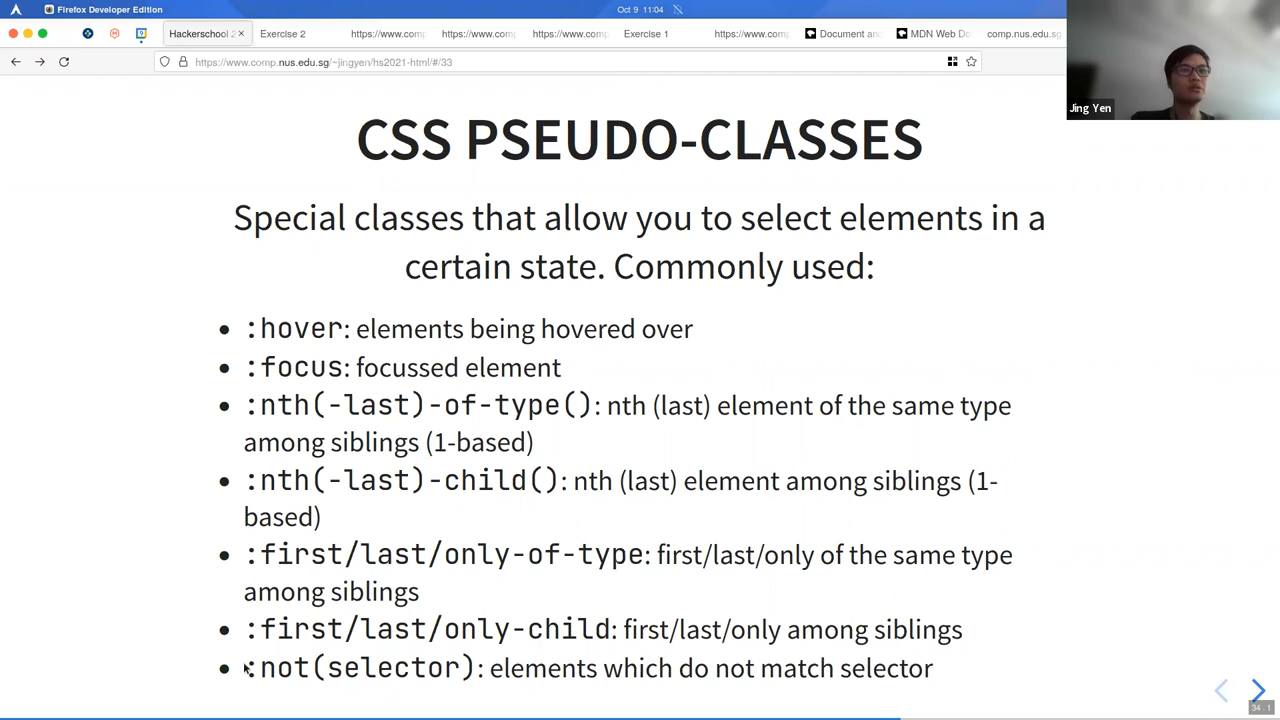 Firefox Developer Edition
Oct 9 11:04
Hackerschool 2
Exercise 2
https://www.comp
https://www.comp
https://www.comp
Exercise 1
https://www.comp
Document an
MDN Web Do
comp.nus.edu.sg
https://www.comp.nus.edu.sg/~jingyen/hs2021-html/#/33
Jing Yen
CSS PSEUDO-CLASSES
Special classes that allow you to select elements in a
certain state. Commonly used:
• :hover: elements being hovered over
• :focus: focussed element
• :nth(-last)-of-type(): nth (last) element of the same type
among siblings (1-based)
• :nth(-last)-child(): nth (last) element among siblings (1-
based)
• :first/last/only-of-type: first/last/only of the same type
among siblings
• :first/last/only-child: first/last/only among siblings
• :not(selector): elements which do not match selector
34.1